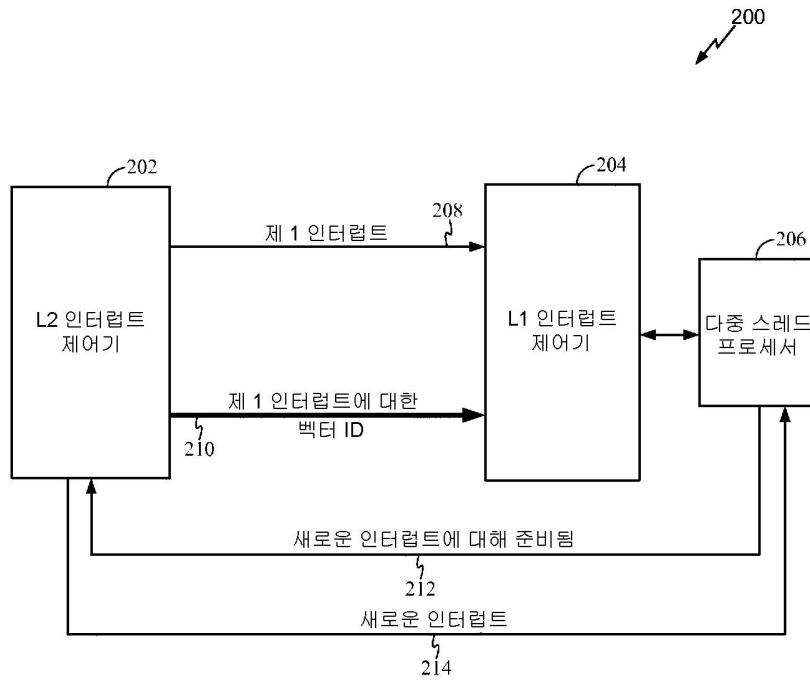 200
202
204
206
208
제 1 인터럽트
L2 인터럽트
제어기
L1 인터럽트
제어기
다중 스레드
프로세서
제 1 인터럽트에 대한
벡터 ID
210
새로운 인터럽트에 대해 준비됨
212
새로운 인터럽트
214